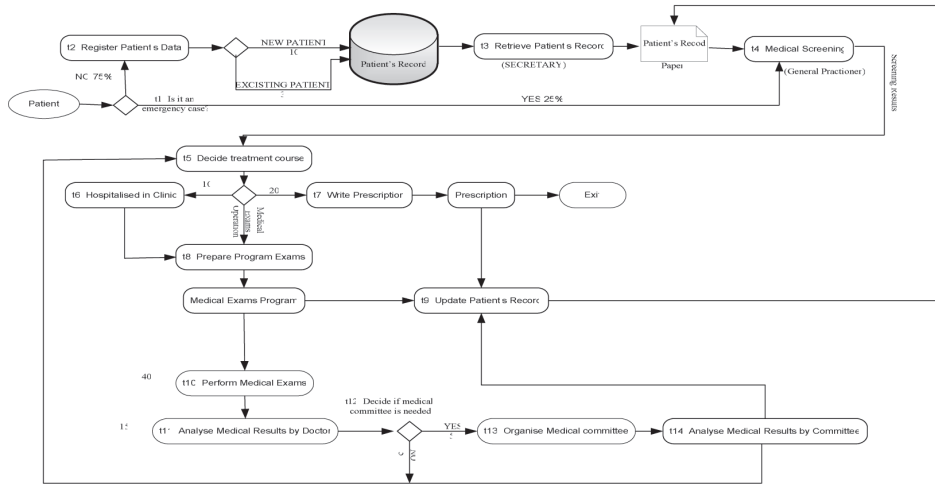 t2 Register Patient's Data
NEW PATIENT
EXCISTING PATIENT
Patient's Record
t3 Retrieve Patient's Record
(SECRETARY)
Patient's Recod
Paper
t4 Medical Screening
(General Practioner)
Screening Results
NO 75%
Patient
t1 Is it an
emergency case?
YES 25%
t5 Decide treatment course
t6 Hospitalised in Clinic
20
t7 Write Prescription
Prescription
Exit
Medical
exams
operation
t8 Prepare Program Exams
Medical Exams Program
t9 Update Patient's Record
40
t10 Perform Medical Exams
t12 Decide if medical
committee is needed
t11 Analyse Medical Results by Doctor
YES
NO
t13 Organise Medical committee
t14 Analyse Medical Results by Committee